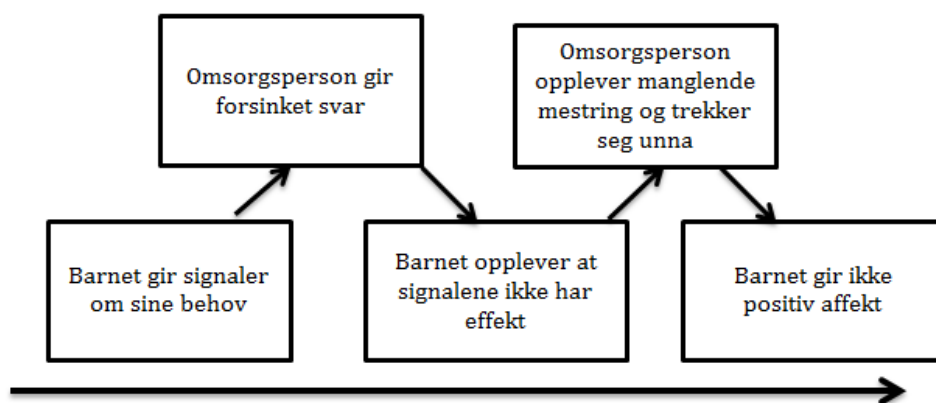 Omsorgsperson gir
forsinket svar
Omsorgsperson
opplever manglende
mestring og trekker
seg unna
Barnet gir signaler
om sine behov
Barnet opplever at
signalene ikke har
effekt
Barnet gir ikke
positiv affekt